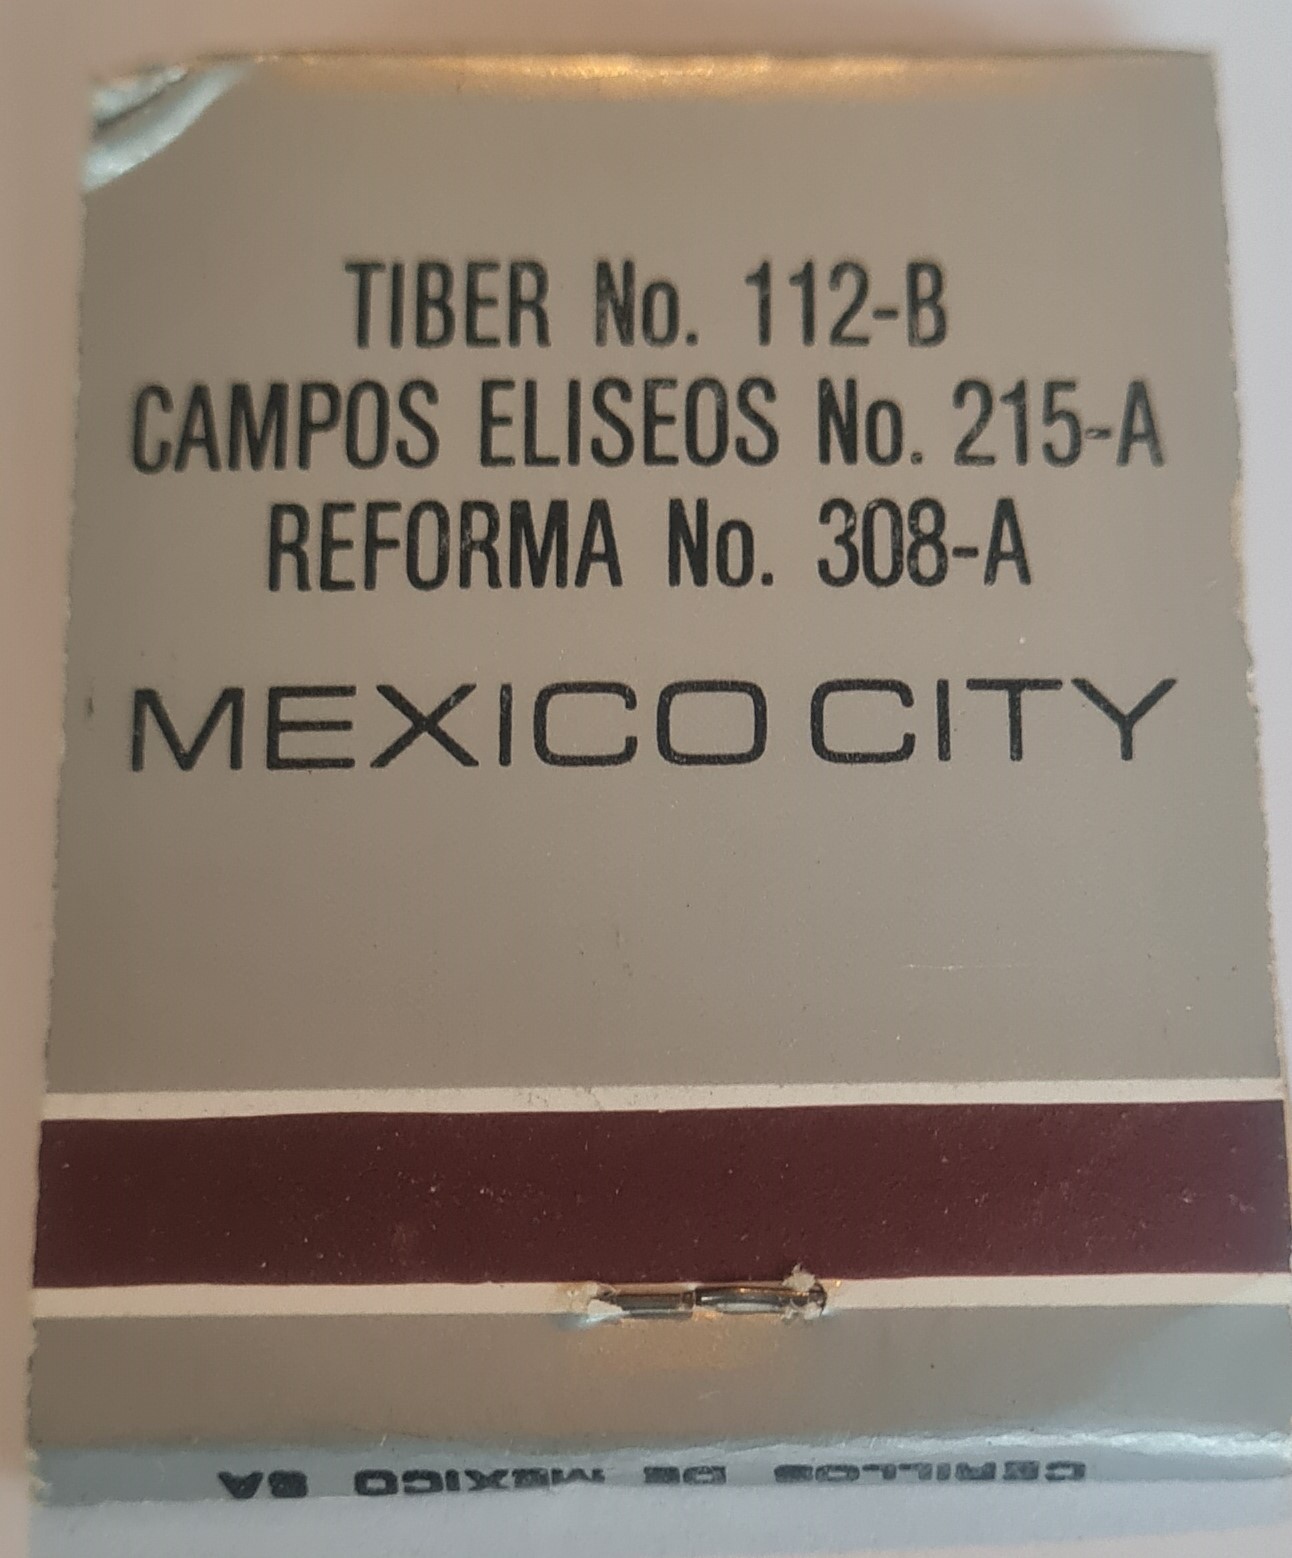 TIBER No. 112-B
CAMPOS ELISEOS No. 215-A
REFORMA No. 308-A
MEXICO CITY
CERILLOS DE MEXICO SA